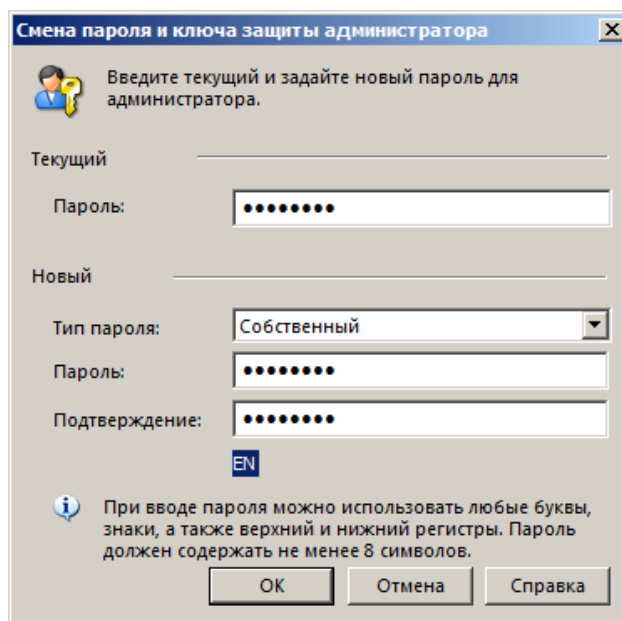 Смена пароля и ключа защиты администратора
Введите текущий и задайте новый пароль для
администратора.
Текущий
Пароль: ●●●●●●●●
Новый
Тип пароля: Собственный
Пароль: ●●●●●●●●
Подтверждение: ●●●●●●●●
EN
При вводе пароля можно использовать любые буквы,
знаки, а также верхний и нижний регистры. Пароль
должен содержать не менее 8 символов.
ОК Отмена Справка